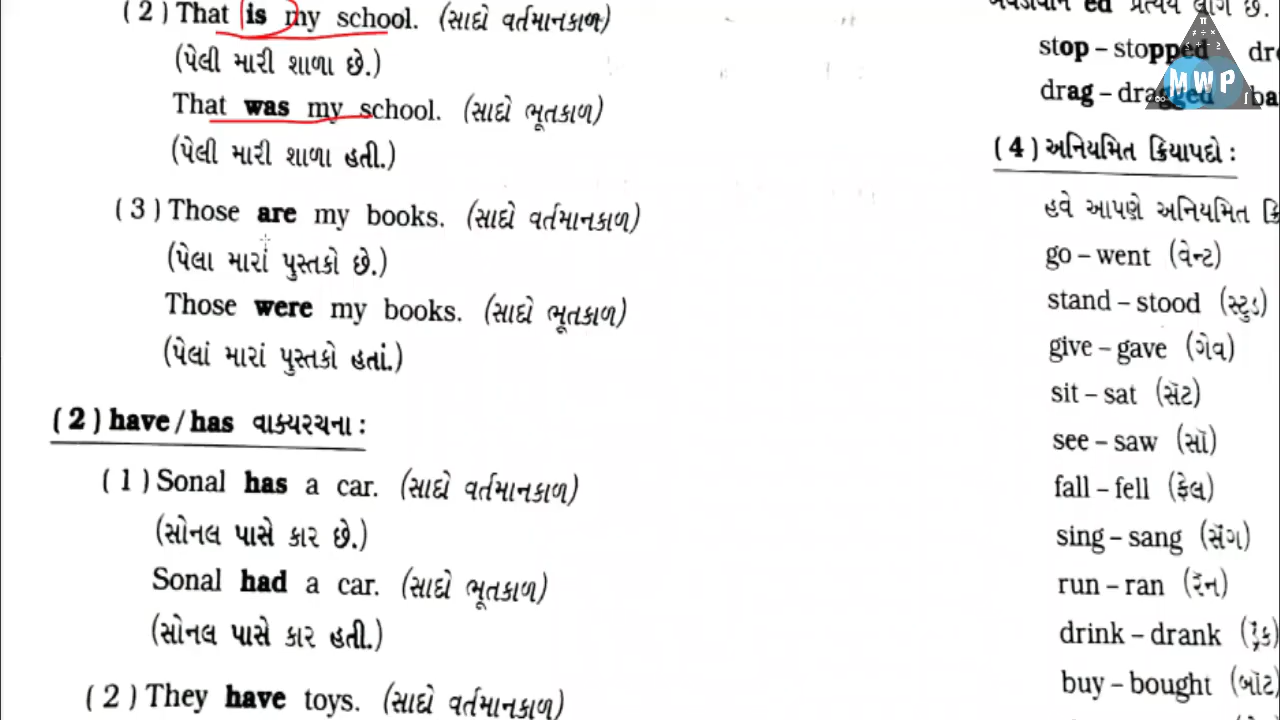 (2) That is my school. (સાદો વર્તમાનકાળ)
(પેલી મારી શાળા છે.)
That was my school. (સાદો ભૂતકાળ)
(પેલી મારી શાળા હતી.)
(3) Those are my books. (સાદો વર્તમાનકાળ)
(પેલા મારાં પુસ્તકો છે.)
Those were my books. (સાદો ભૂતકાળ)
(પેલાં મારાં પુસ્તકો હતાં.)
(2) have / has વાક્યરચના :
(1) Sonal has a car. (સાદો વર્તમાનકાળ)
(સોનલ પાસે કાર છે.)
Sonal had a car. (સાદો ભૂતકાળ)
(સોનલ પાસે કાર હતી.)
(2) They have toys. (સાદો વર્તમાનકાળ)
ed પ્રત્યય લાગે છે.
stop – stopped
drag – dragged
(4) અનિયમિત ક્રિયાપદો :
હવે આપણે અનિયમિત
go – went (વેન્ટ)
stand – stood (સ્ટુડ)
give – gave (ગેવ)
sit – sat (સૅટ)
see – saw (સૉ)
fall – fell (ફેલ)
sing – sang (સૅંગ)
run – ran (રૅન)
drink – drank
buy – bought (બૉટ)
MWP